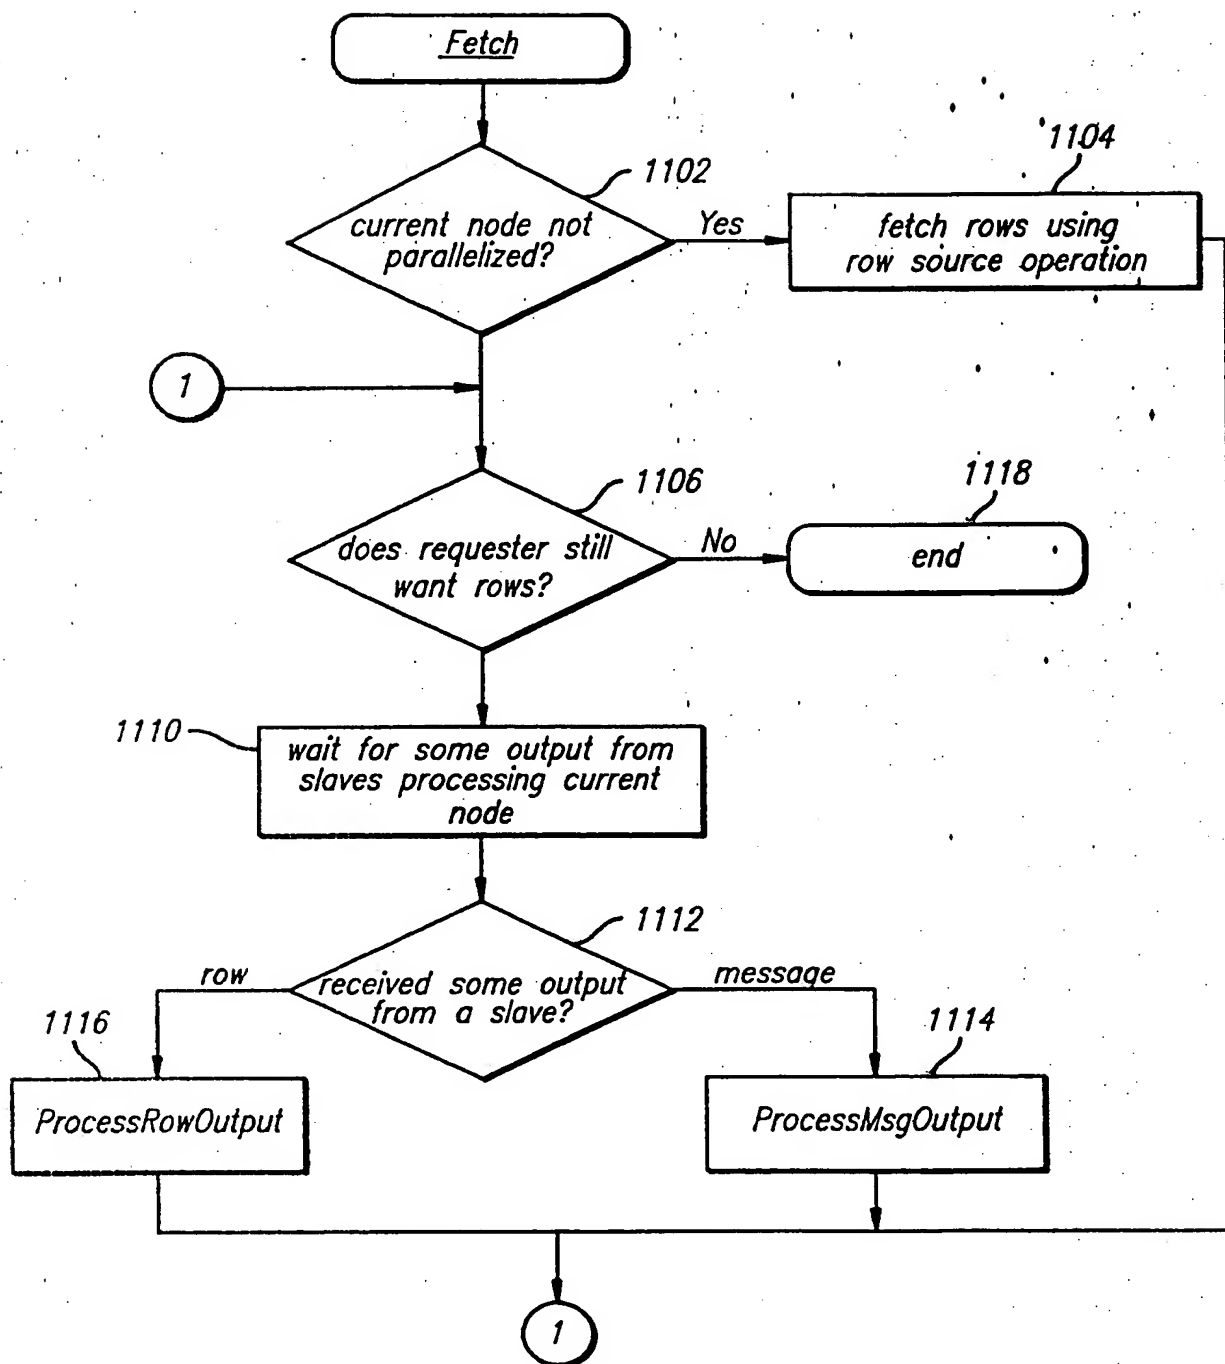 Fetch
1102
current node not
parallelized?
Yes
1104
fetch rows using
row source operation
1
1106
does requester still
want rows?
No
1118
end
1110
wait for some output from
slaves processing current
node
1112
received some output
from a slave?
row
message
1116
ProcessRowOutput
1114
ProcessMsgOutput
1